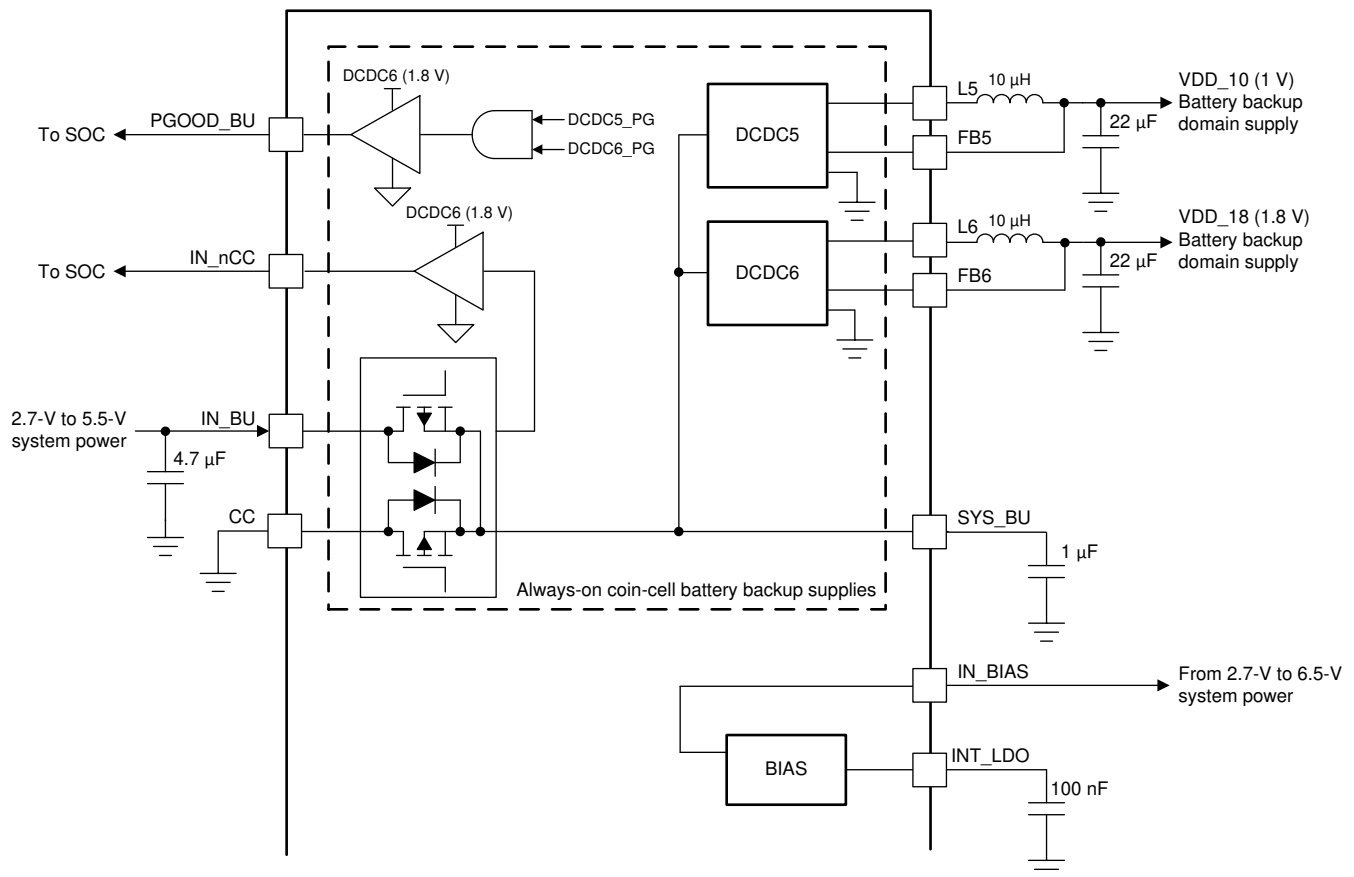 DCDC6 (1.8 V)
PGOOD_BU
To SOC
DCDC5_PG
DCDC6_PG
DCDC6 (1.8 V)
IN_nCC
To SOC
2.7-V to 5.5-V
system power
IN_BU
4.7 µF
CC
DCDC5
DCDC6
L5
10 µH
VDD_10 (1 V)
Battery backup
domain supply
22 µF
FB5
L6
10 µH
VDD_18 (1.8 V)
Battery backup
domain supply
22 µF
FB6
SYS_BU
1 µF
Always-on coin-cell battery backup supplies
IN_BIAS
From 2.7-V to 6.5-V
system power
BIAS
INT_LDO
100 nF